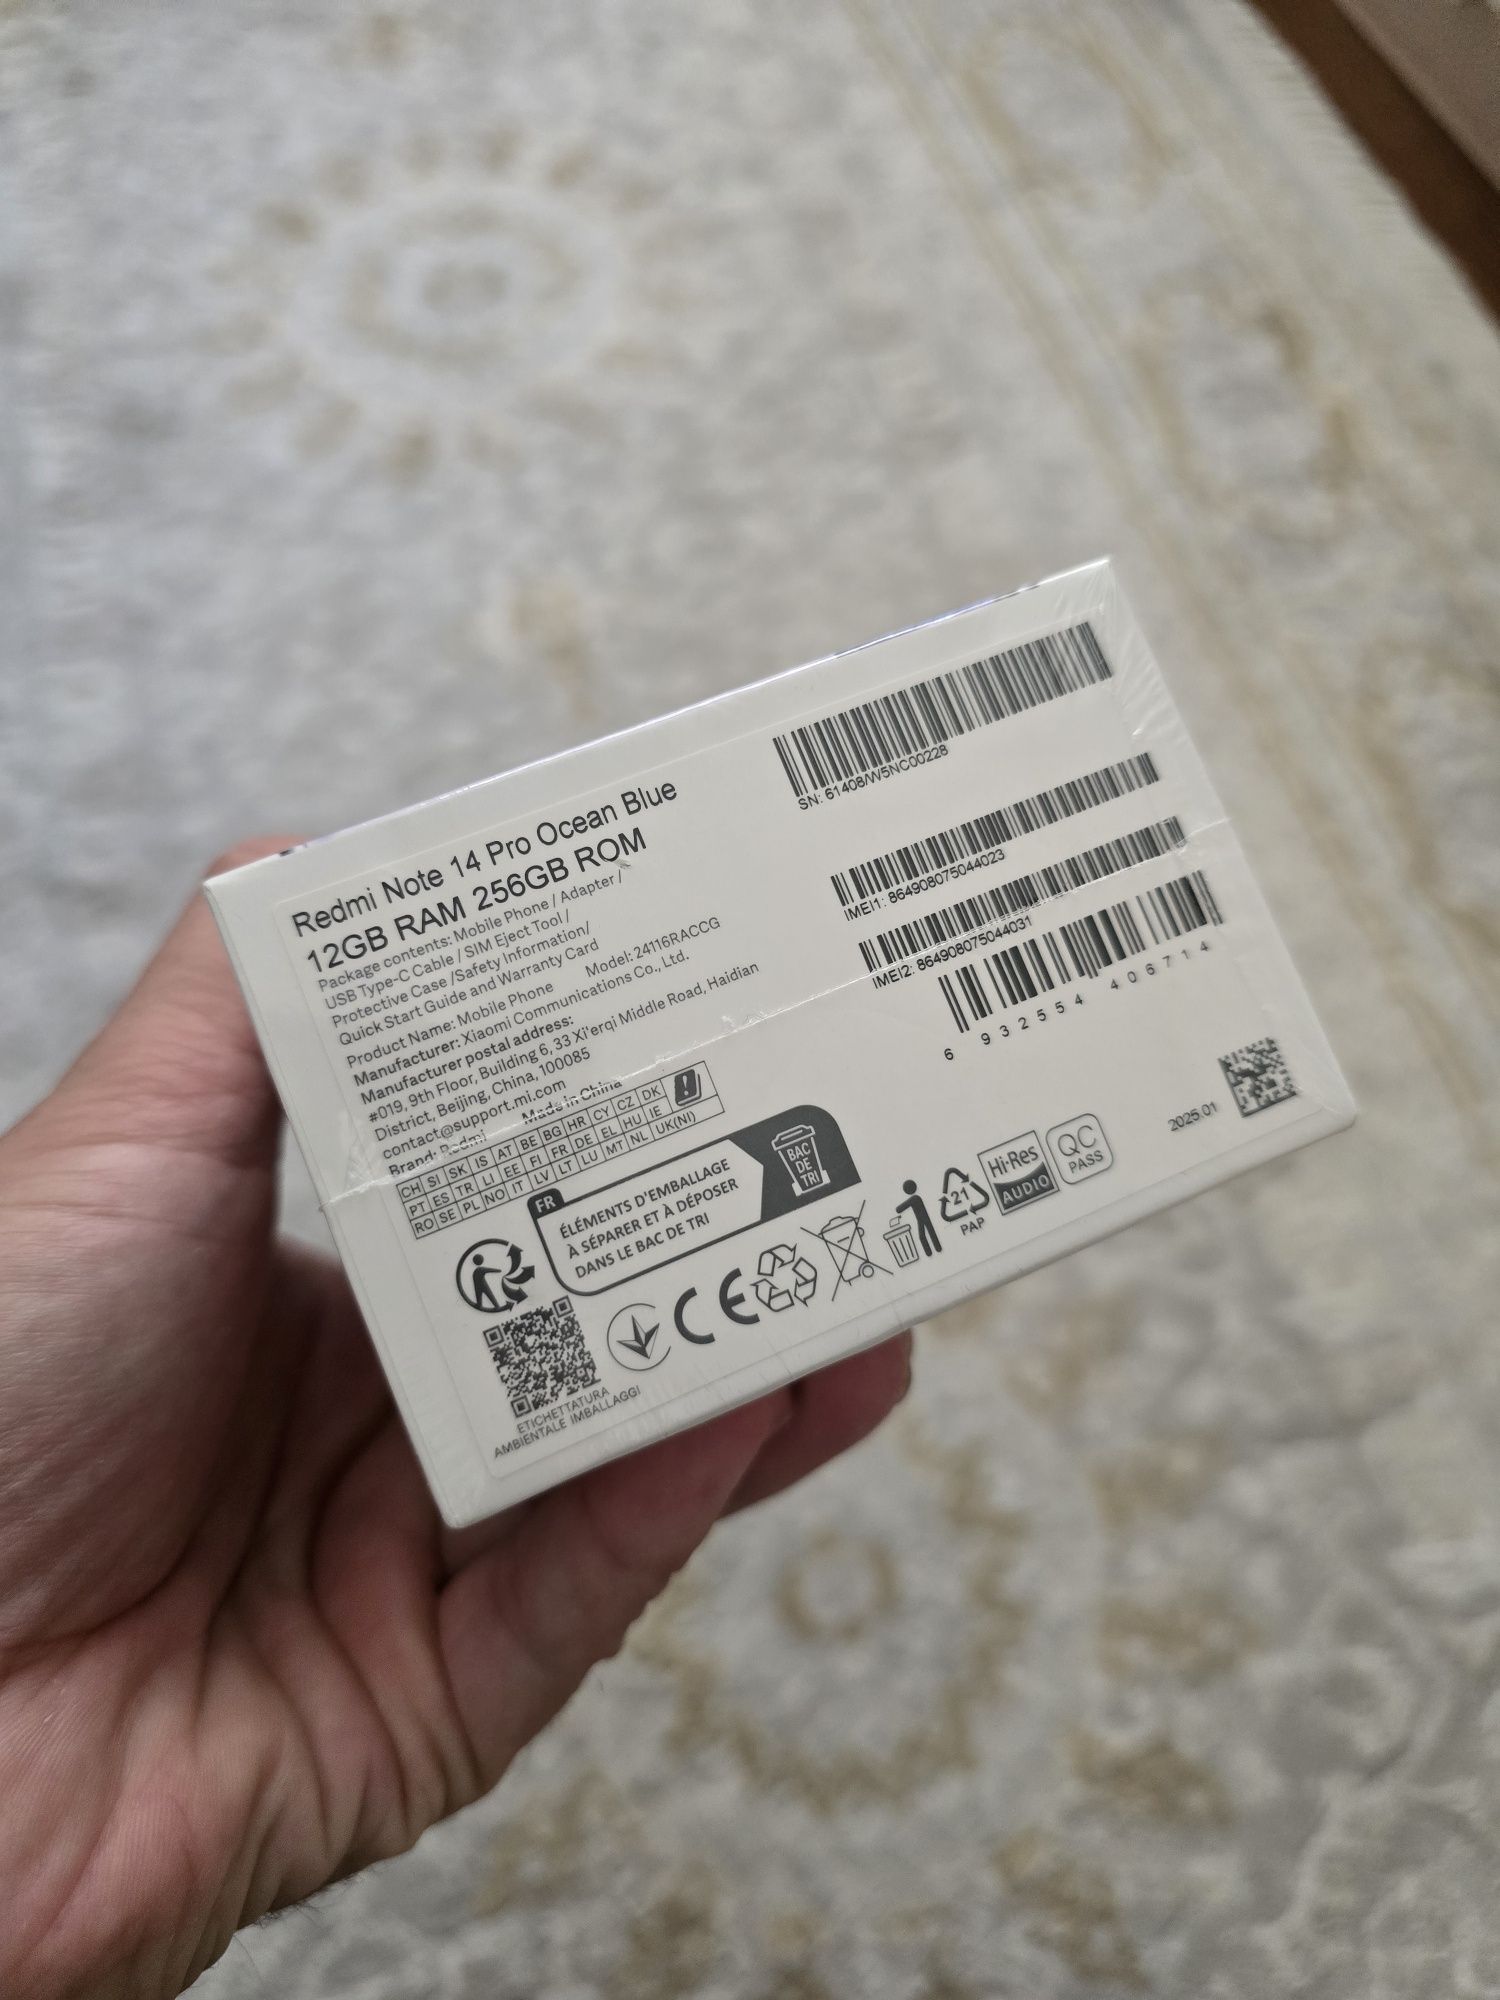 Redmi Note 14 Pro Ocean Blue
12GB RAM 256GB ROM
Package contents: Mobile Phone / Adapter /
USB Type-C Cable / SIM Eject Tool /
Protective Case /Safety Information/
Quick Start Guide and Warranty Card
Product Name: Mobile Phone Model: 24116RACCG
Manufacturer: Xiaomi Communications Co., Ltd.
Manufacturer postal address:
#019, 9th Floor, Building 6, 33 Xi'erqi Middle Road, Haidian
District, Beijing, China, 100085
contact@support.mi.com
Brand: Redmi Made in China
CH SI SK IS AT BE BG HR CY CZ DK
PT ES TR LI EE FI FR DE EL HU IE
RO SE PL NO IT LV LT LU MT NL UK(NI)
SN: 61408/W5NC00228
IMEI1: 864908075044023
IMEI2: 864908075044031
6 932554 406714
2025.01
FR
ÉLÉMENTS D'EMBALLAGE
À SÉPARER ET À DÉPOSER
DANS LE BAC DE TRI
BAC
DE
TRI
ETICHETTATURA
AMBIENTALE IMBALLAGGI
CE
21
PAP
Hi-Res
AUDIO
QC
PASS